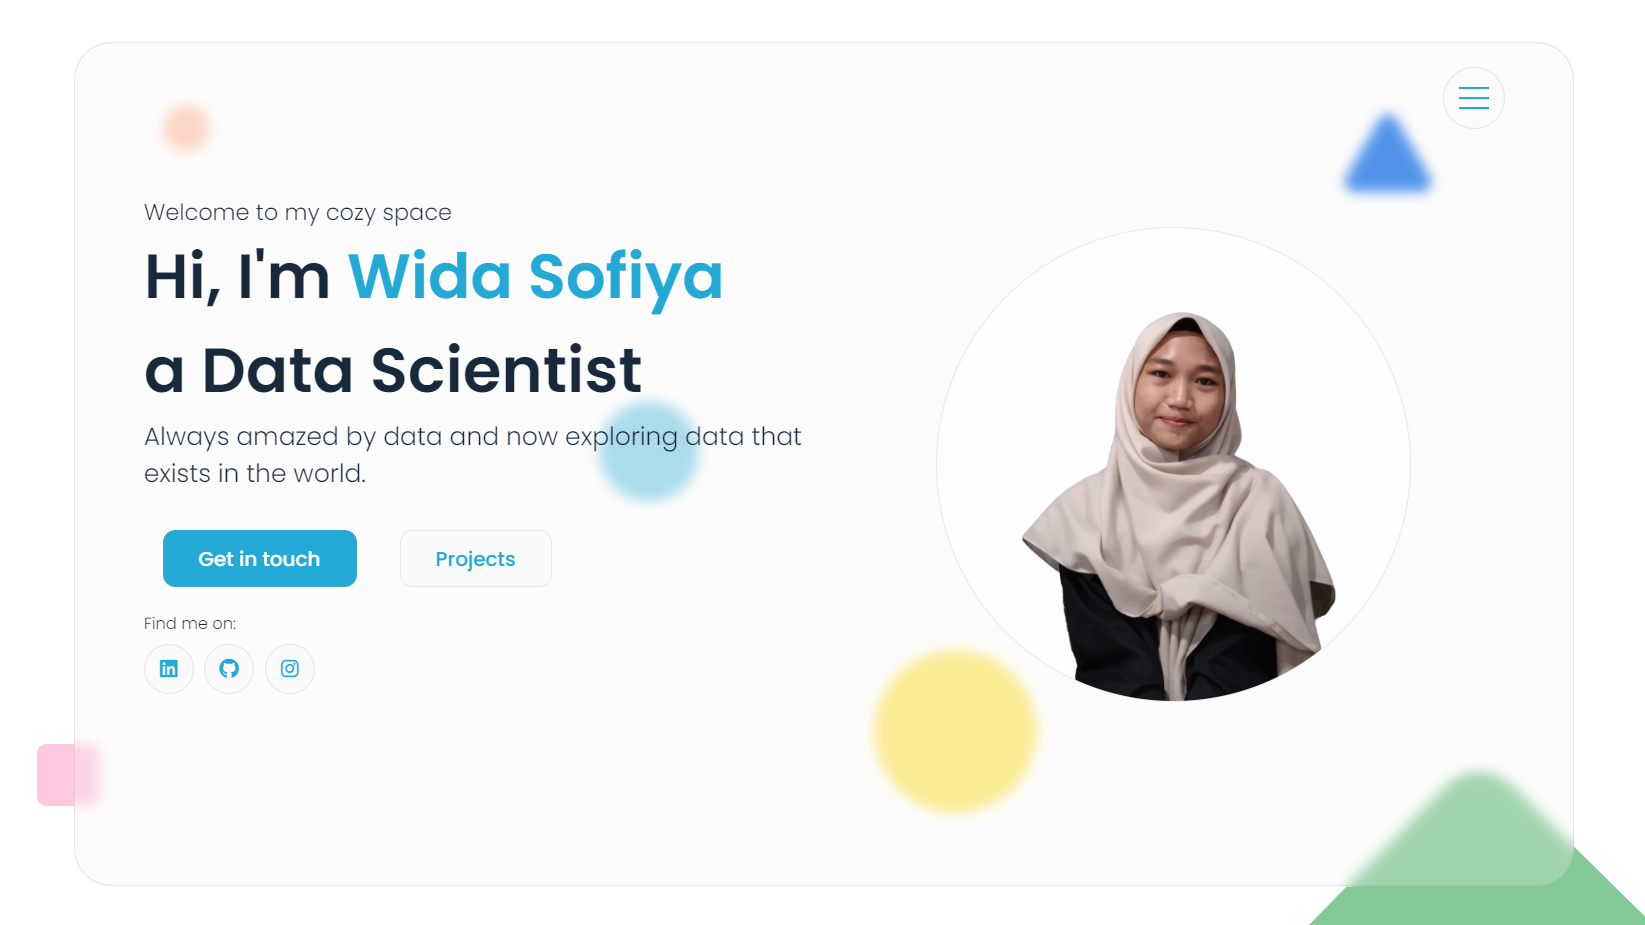 Welcome to my cozy space
Hi, I'm Wida Sofiya
a Data Scientist
Always amazed by data and now exploring data that
exists in the world.
Get in touch
Projects
Find me on: